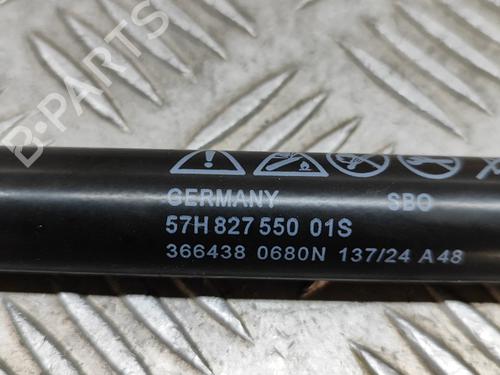 B-PARTS
GERMANY SBO
57H 827 550 01S
366438 0680N 137/24 A48